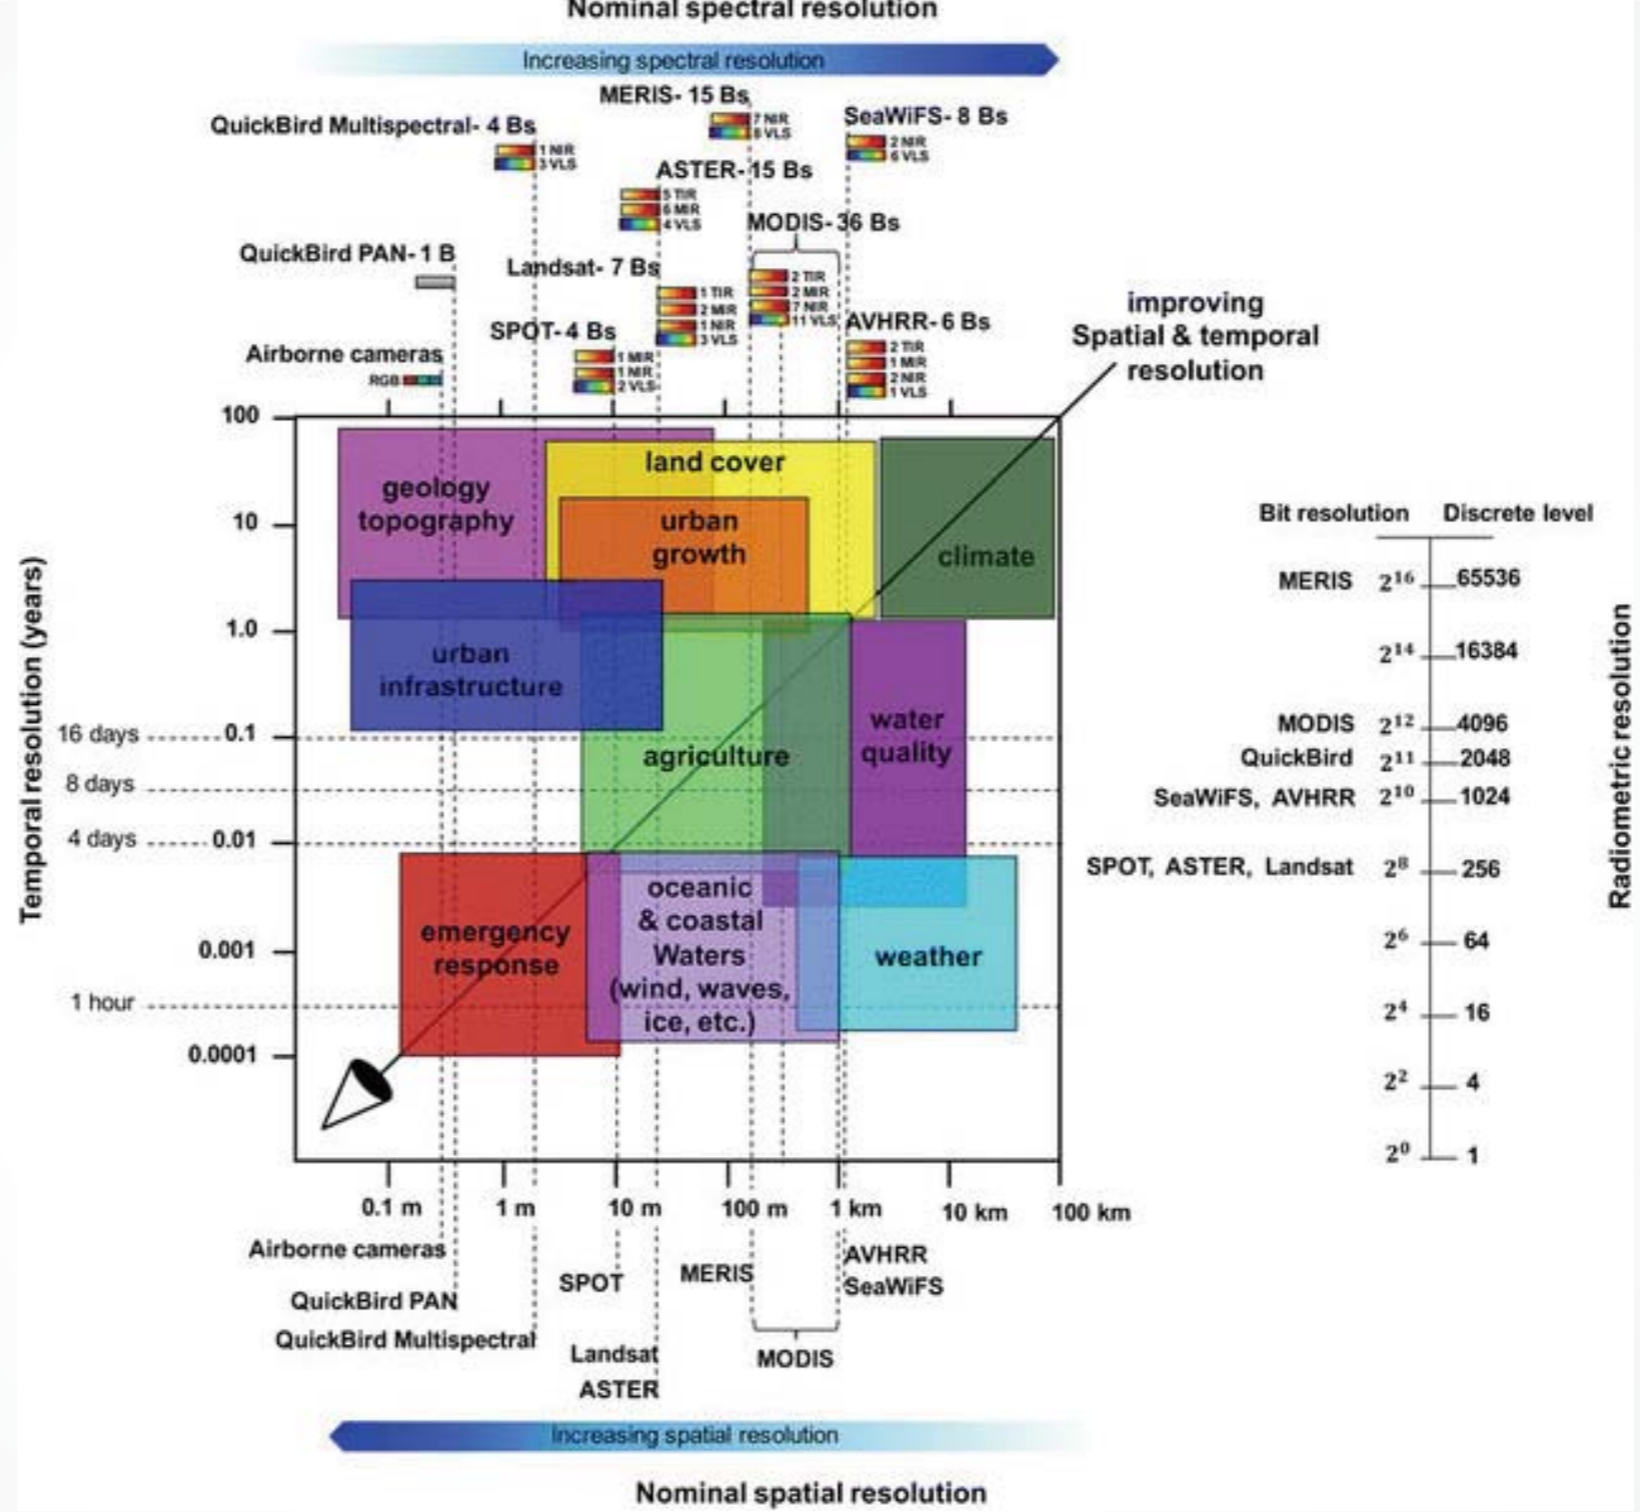 Nominal spectral resolution
Increasing spectral resolution
MERIS- 15 Bs
7 NIR
8 VLS
SeaWiFS- 8 Bs
2 NIR
6 VLS
QuickBird Multispectral- 4 Bs
1 NIR
3 VLS
ASTER- 15 Bs
5 TIR
6 MIR
4 VLS
MODIS- 36 Bs
2 TIR
2 MIR
7 NIR
11 VLS
QuickBird PAN- 1 B
Landsat- 7 Bs
1 TIR
2 MIR
1 NIR
3 VLS
SPOT- 4 Bs
1 MIR
1 NIR
2 VLS
AVHRR- 6 Bs
2 TIR
1 MIR
2 NIR
1 VLS
Airborne cameras
RGB
improving
Spatial & temporal
resolution
Temporal resolution (years)
100
10
1.0
16 days
0.1
8 days
4 days
0.01
0.001
1 hour
0.0001
geology
topography
land cover
urban
growth
climate
urban
infrastructure
agriculture
water
quality
emergency
response
oceanic
& coastal
Waters
(wind, waves,
ice, etc.)
weather
0.1 m
1 m
10 m
100 m
1 km
10 km
100 km
Airborne cameras
QuickBird PAN
QuickBird Multispectral
SPOT
Landsat
ASTER
MERIS
MODIS
AVHRR
SeaWiFS
Increasing spatial resolution
Nominal spatial resolution
Bit resolution Discrete level
MERIS 2¹⁶ 65536
2¹⁴ 16384
MODIS 2¹² 4096
QuickBird 2¹¹ 2048
SeaWiFS, AVHRR 2¹⁰ 1024
SPOT, ASTER, Landsat 2⁸ 256
2⁶ 64
2⁴ 16
2² 4
2⁰ 1
Radiometric resolution